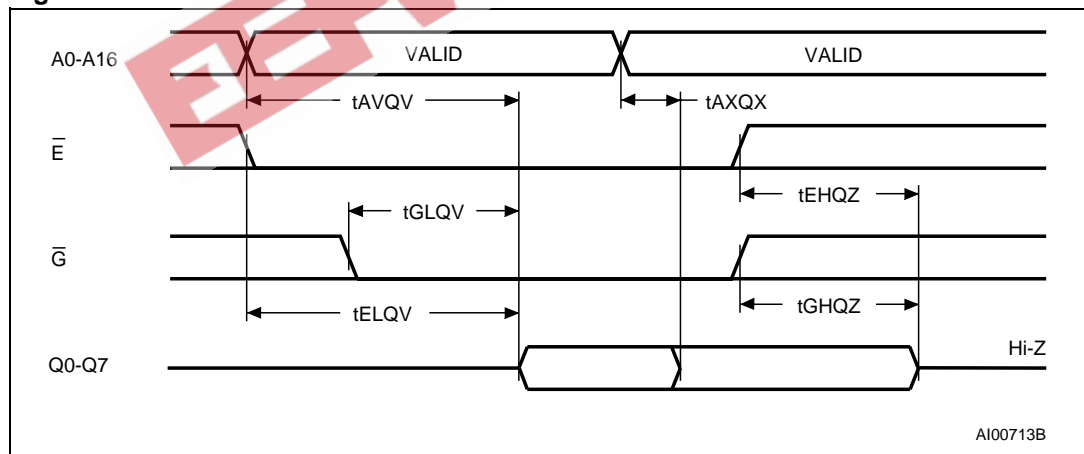 A0-A16
VALID
VALID
tAVQV
tAXQX
E
tEHQZ
tGLQV
G
tELQV
tGHQZ
Q0-Q7
Hi-Z
AI00713B